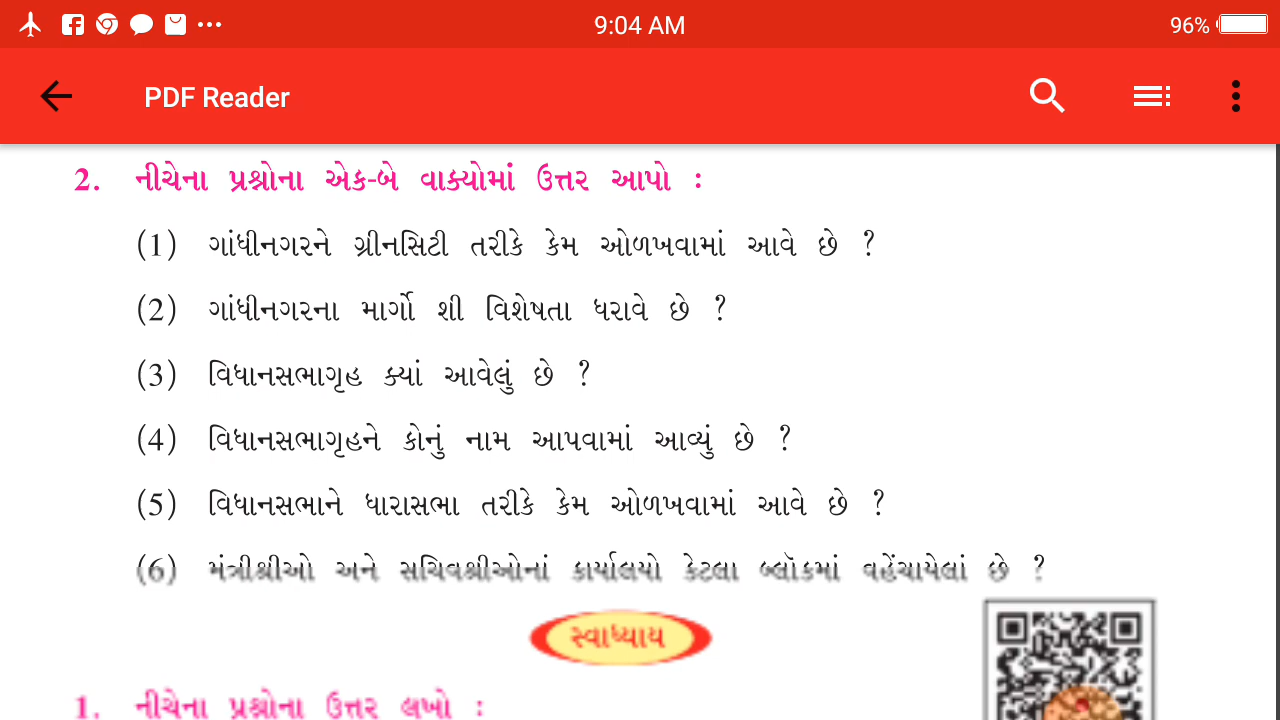 9:04 AM
96%
PDF Reader
2. નીચેના પ્રશ્નોના એક-બે વાક્યોમાં ઉત્તર આપો :
(1) ગાંધીનગરને ગ્રીનસિટી તરીકે કેમ ઓળખવામાં આવે છે ?
(2) ગાંધીનગરના માર્ગો શી વિશેષતા ધરાવે છે ?
(3) વિધાનસભાગૃહ ક્યાં આવેલું છે ?
(4) વિધાનસભાગૃહને કોનું નામ આપવામાં આવ્યું છે ?
(5) વિધાનસભાને ધારાસભા તરીકે કેમ ઓળખવામાં આવે છે ?
(6) મંત્રીશ્રીઓ અને સચિવશ્રીઓનાં કાર્યાલયો કેટલા બ્લૉકમાં વહેંચાયેલાં છે ?
સ્વાધ્યાય
1. નીચેના પ્રશ્નોના ઉત્તર લખો :